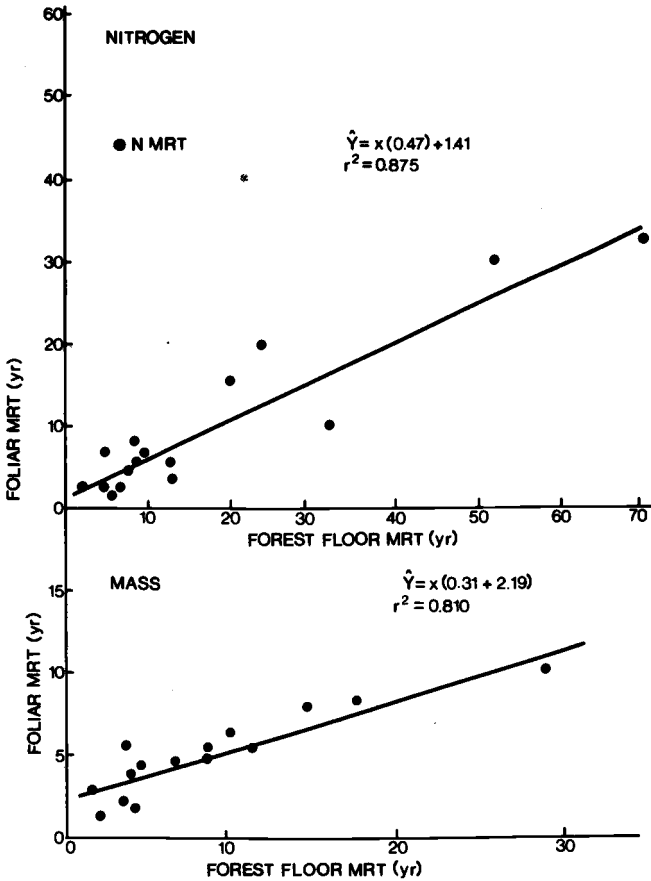 60
NITROGEN
50
N MRT
Ŷ= x(0.47)+1.41
r²=0.875
*
40
30
20
10
0
10 20 30 40 50 60 70
FOLIAR MRT (yr)
FOREST FLOOR MRT (yr)
MASS
Ŷ= x(0.31 + 2.19)
r² = 0.810
15
10
5
0
0 10 20 30
FOLIAR MRT (yr)
FOREST FLOOR MRT (yr)